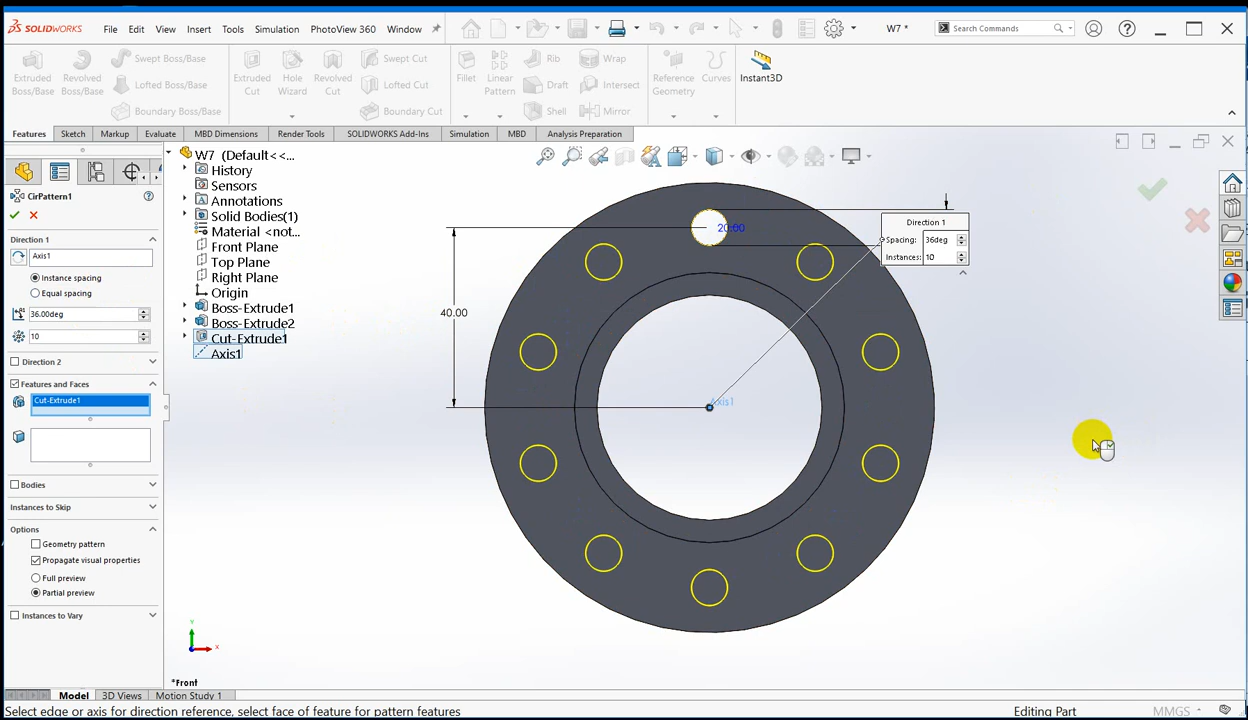 SOLIDWORKS File Edit View Insert Tools Simulation PhotoView 360 Window W7 * Search Commands
Extruded Boss/Base Revolved Boss/Base Swept Boss/Base Extruded Cut Hole Wizard Revolved Cut Swept Cut Fillet Linear Pattern Rib Wrap Reference Geometry Curves Instant3D
Lofted Boss/Base Lofted Cut Draft Intersect
Boundary Boss/Base Boundary Cut Shell Mirror
Features Sketch Markup Evaluate MBD Dimensions Render Tools SOLIDWORKS Add-Ins Simulation MBD Analysis Preparation
CirPattern1
Direction 1
Axis1
Instance spacing
Equal spacing
36.00deg
10
Direction 2
Features and Faces
Cut-Extrude1
Bodies
Instances to Skip
Options
Geometry pattern
Propagate visual properties
Full preview
Partial preview
Instances to Vary
W7 (Default<<...
History
Sensors
Annotations
Solid Bodies(1)
Material <not...
Front Plane
Top Plane
Right Plane
Origin
Boss-Extrude1
Boss-Extrude2
Cut-Extrude1
Axis1
20.00
40.00
Axis1
Direction 1
Spacing: 36deg
Instances: 10
Y
X
*Front
Model 3D Views Motion Study 1
Select edge or axis for direction reference, select face of feature for pattern features Editing Part MMGS